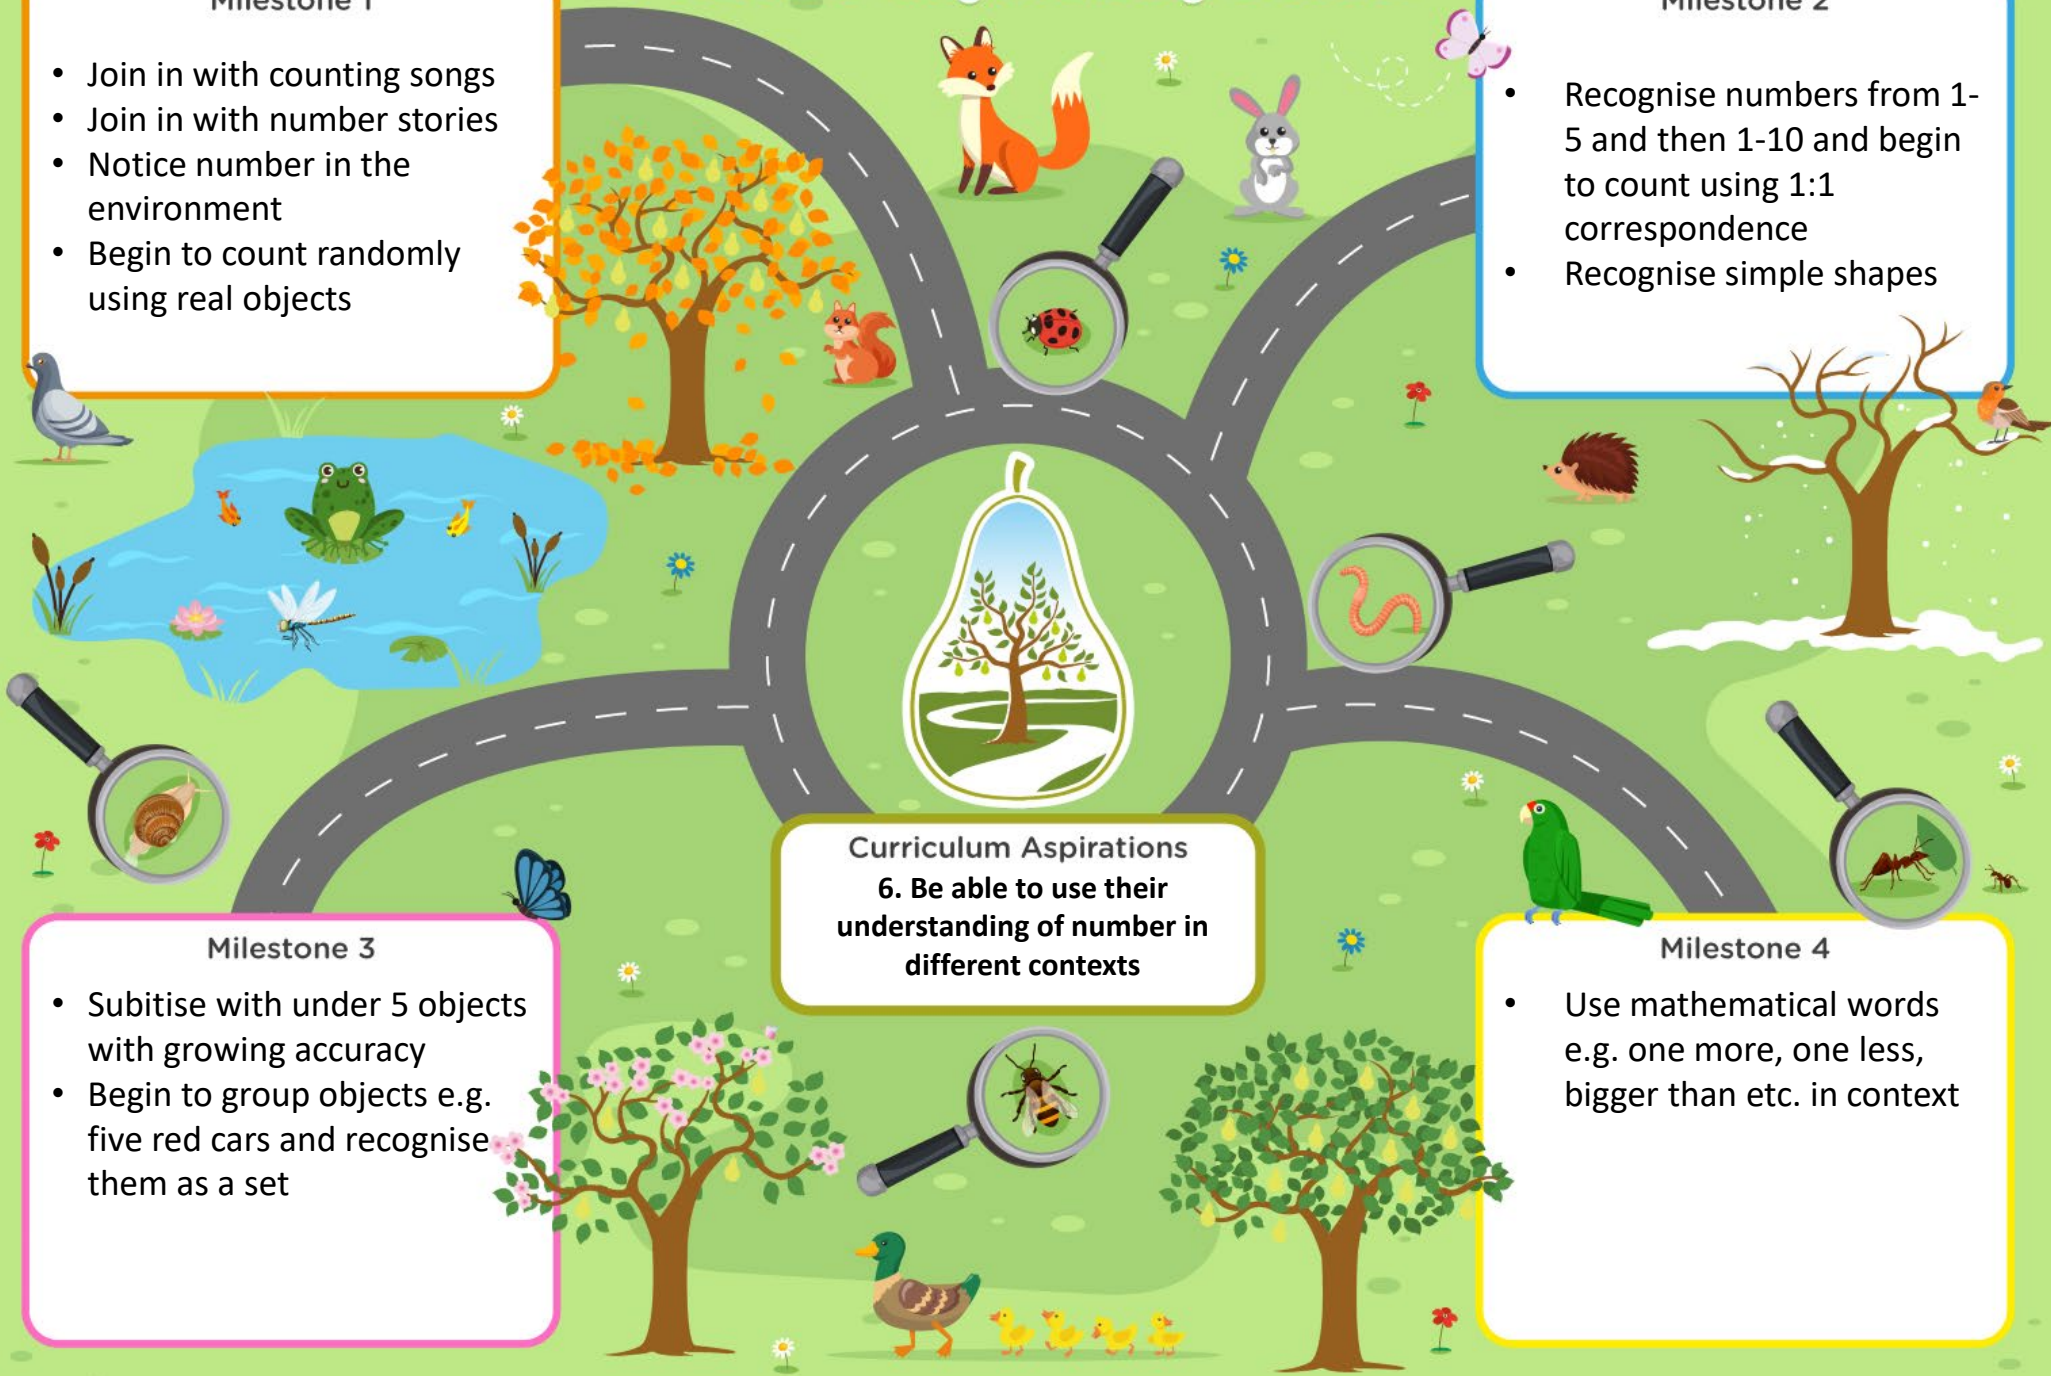 Milestone 1
• Join in with counting songs
• Join in with number stories
• Notice number in the
environment
• Begin to count randomly
using real objects
Milestone 2
• Recognise numbers from 1-
5 and then 1-10 and begin
to count using 1:1
correspondence
• Recognise simple shapes
Curriculum Aspirations
6. Be able to use their
understanding of number in
different contexts
Milestone 3
• Subitise with under 5 objects
with growing accuracy
• Begin to group objects e.g.
five red cars and recognise
them as a set
Milestone 4
• Use mathematical words
e.g. one more, one less,
bigger than etc. in context